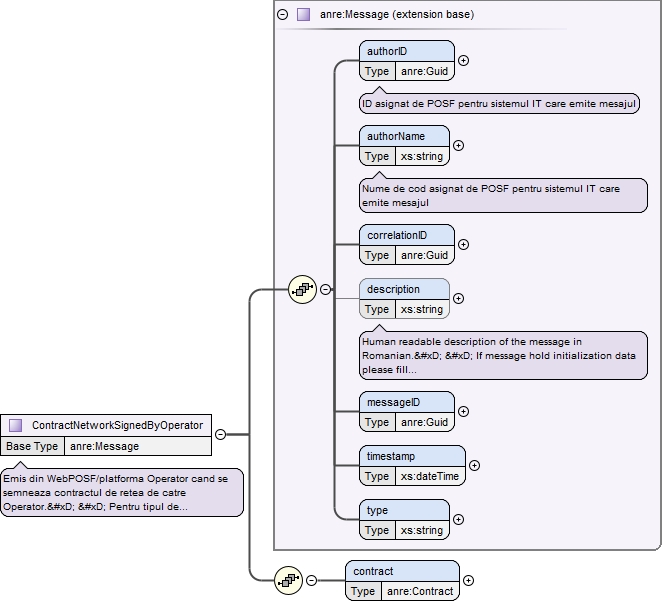 anre:Message (extension base)
authorID
Type anre:Guid
ID asignat de POSF pentru sistemul IT care emite mesajul
authorName
Type xs:string
Nume de cod asignat de POSF pentru sistemul IT care
emite mesajul
correlationID
Type anre:Guid
description
Type xs:string
Human readable description of the message in
Romanian.&#xD; &#xD; If message hold initialization data
please fill...
messageID
Type anre:Guid
timestamp
Type xs:dateTime
type
Type xs:string
ContractNetworkSignedByOperator
Base Type anre:Message
Emis din WebPOSF/platforma Operator cand se
semneaza contractul de retea de catre
Operator.&#xD; &#xD; Pentru tipul de...
contract
Type anre:Contract